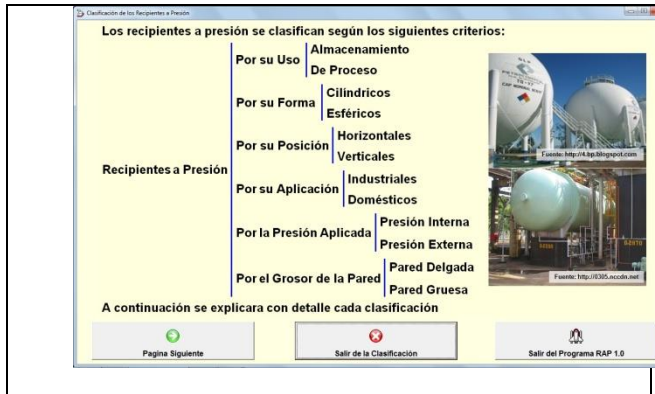 Clasificación de los Recipientes a Presión
Los recipientes a presión se clasifican según los siguientes criterios:
Recipientes a Presión
Por su Uso
Almacenamiento
De Proceso
Por su Forma
Cilíndricos
Esféricos
Por su Posición
Horizontales
Verticales
Por su Aplicación
Industriales
Domésticos
Por la Presión Aplicada
Presión Interna
Presión Externa
Por el Grosor de la Pared
Pared Delgada
Pared Gruesa
Fuente: http://4.bp.blogspot.com
Fuente: http://0305.nccdn.net
A continuación se explicara con detalle cada clasificación
Pagina Siguiente
Salir de la Clasificación
Salir del Programa RAP 1.0